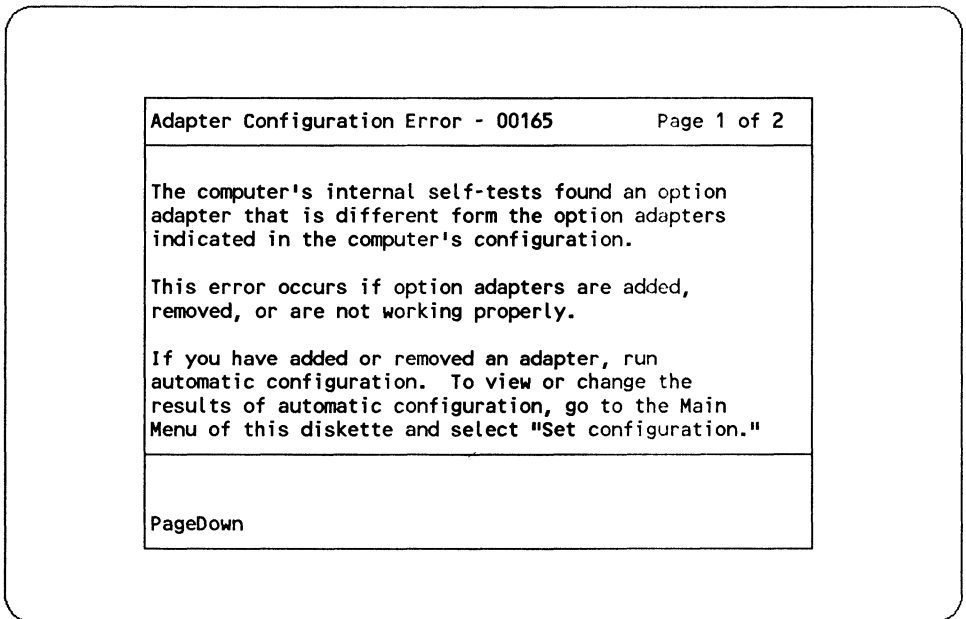 Adapter Configuration Error - 00165 Page 1 of 2
The computer's internal self-tests found an option
adapter that is different form the option adapters
indicated in the computer's configuration.
This error occurs if option adapters are added,
removed, or are not working properly.
If you have added or removed an adapter, run
automatic configuration. To view or change the
results of automatic configuration, go to the Main
Menu of this diskette and select "Set configuration."
PageDown